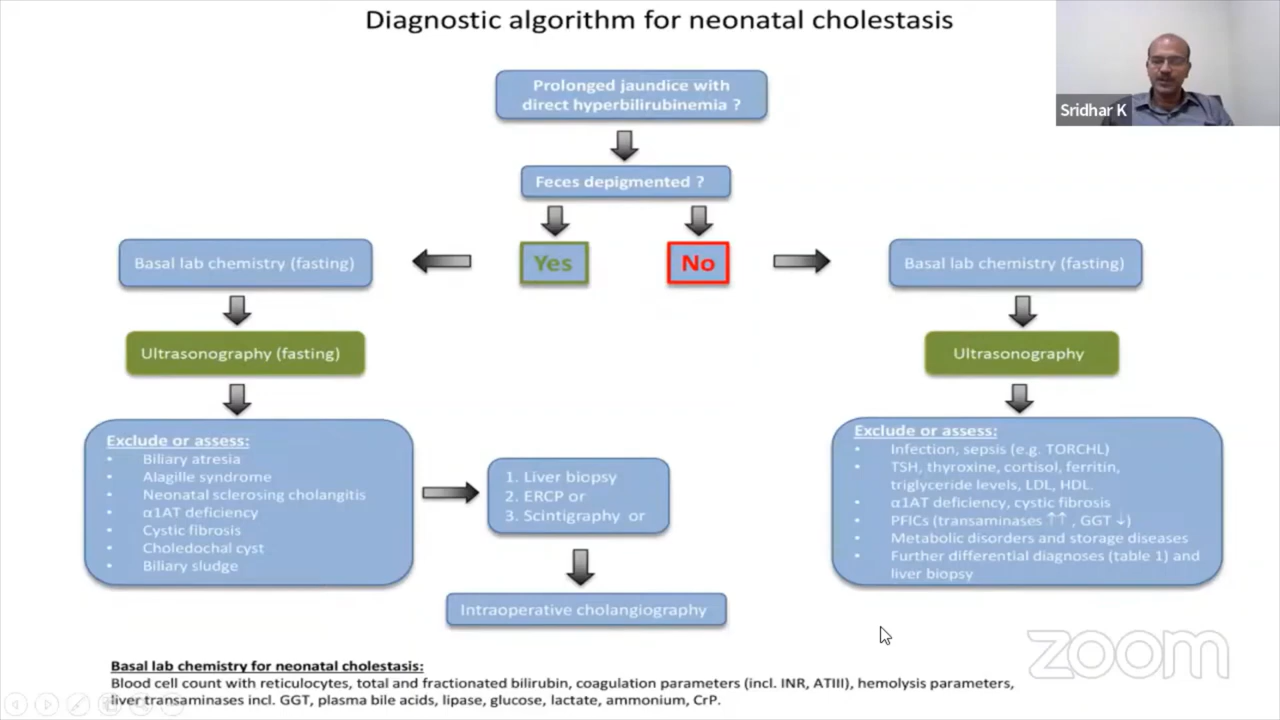 Diagnostic algorithm for neonatal cholestasis
Sridhar K
Prolonged jaundice with
direct hyperbilirubinemia ?
Feces depigmented ?
Yes
No
Basal lab chemistry (fasting)
Ultrasonography (fasting)
Exclude or assess:
• Biliary atresia
• Alagille syndrome
• Neonatal sclerosing cholangitis
• α1AT deficiency
• Cystic fibrosis
• Choledochal cyst
• Biliary sludge
1. Liver biopsy
2. ERCP or
3. Scintigraphy or
Intraoperative cholangiography
Basal lab chemistry (fasting)
Ultrasonography
Exclude or assess:
• Infection, sepsis (e.g. TORCHL)
• TSH, thyroxine, cortisol, ferritin,
triglyceride levels, LDL, HDL.
• α1AT deficiency, cystic fibrosis
• PFICs (transaminases ↑↑ , GGT ↓)
• Metabolic disorders and storage diseases
• Further differential diagnoses (table 1) and
liver biopsy
zoom
Basal lab chemistry for neonatal cholestasis:
Blood cell count with reticulocytes, total and fractionated bilirubin, coagulation parameters (incl. INR, ATIII), hemolysis parameters,
liver transaminases incl. GGT, plasma bile acids, lipase, glucose, lactate, ammonium, CrP.